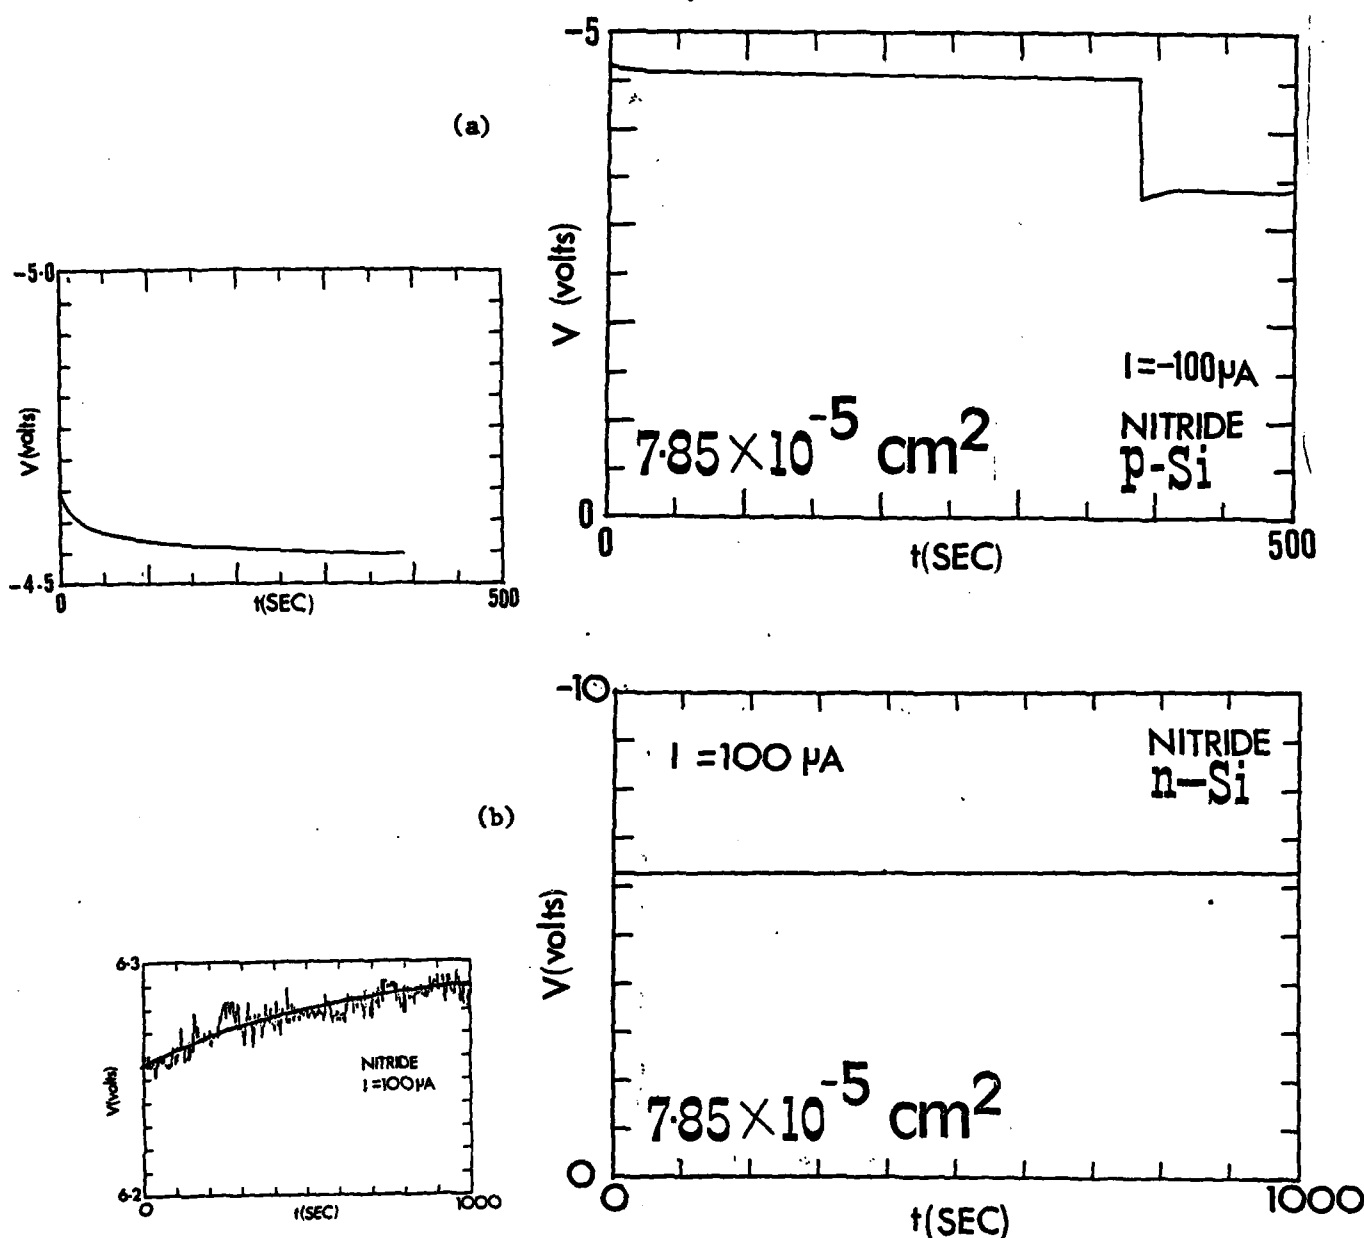 (a)
-5.0
V(volts)
-4.5
0
t(SEC)
500
-5
V (volts)
I=-100µA
NITRIDE
p-Si
7.85×10-5 cm2
0
0
t(SEC)
500
(b)
6.3
V(volts)
NITRIDE
I=100µA
6.2
0
t(SEC)
1000
-10
I =100 µA
NITRIDE
n-Si
V(volts)
7.85×10-5 cm2
0
0
t(SEC)
1000